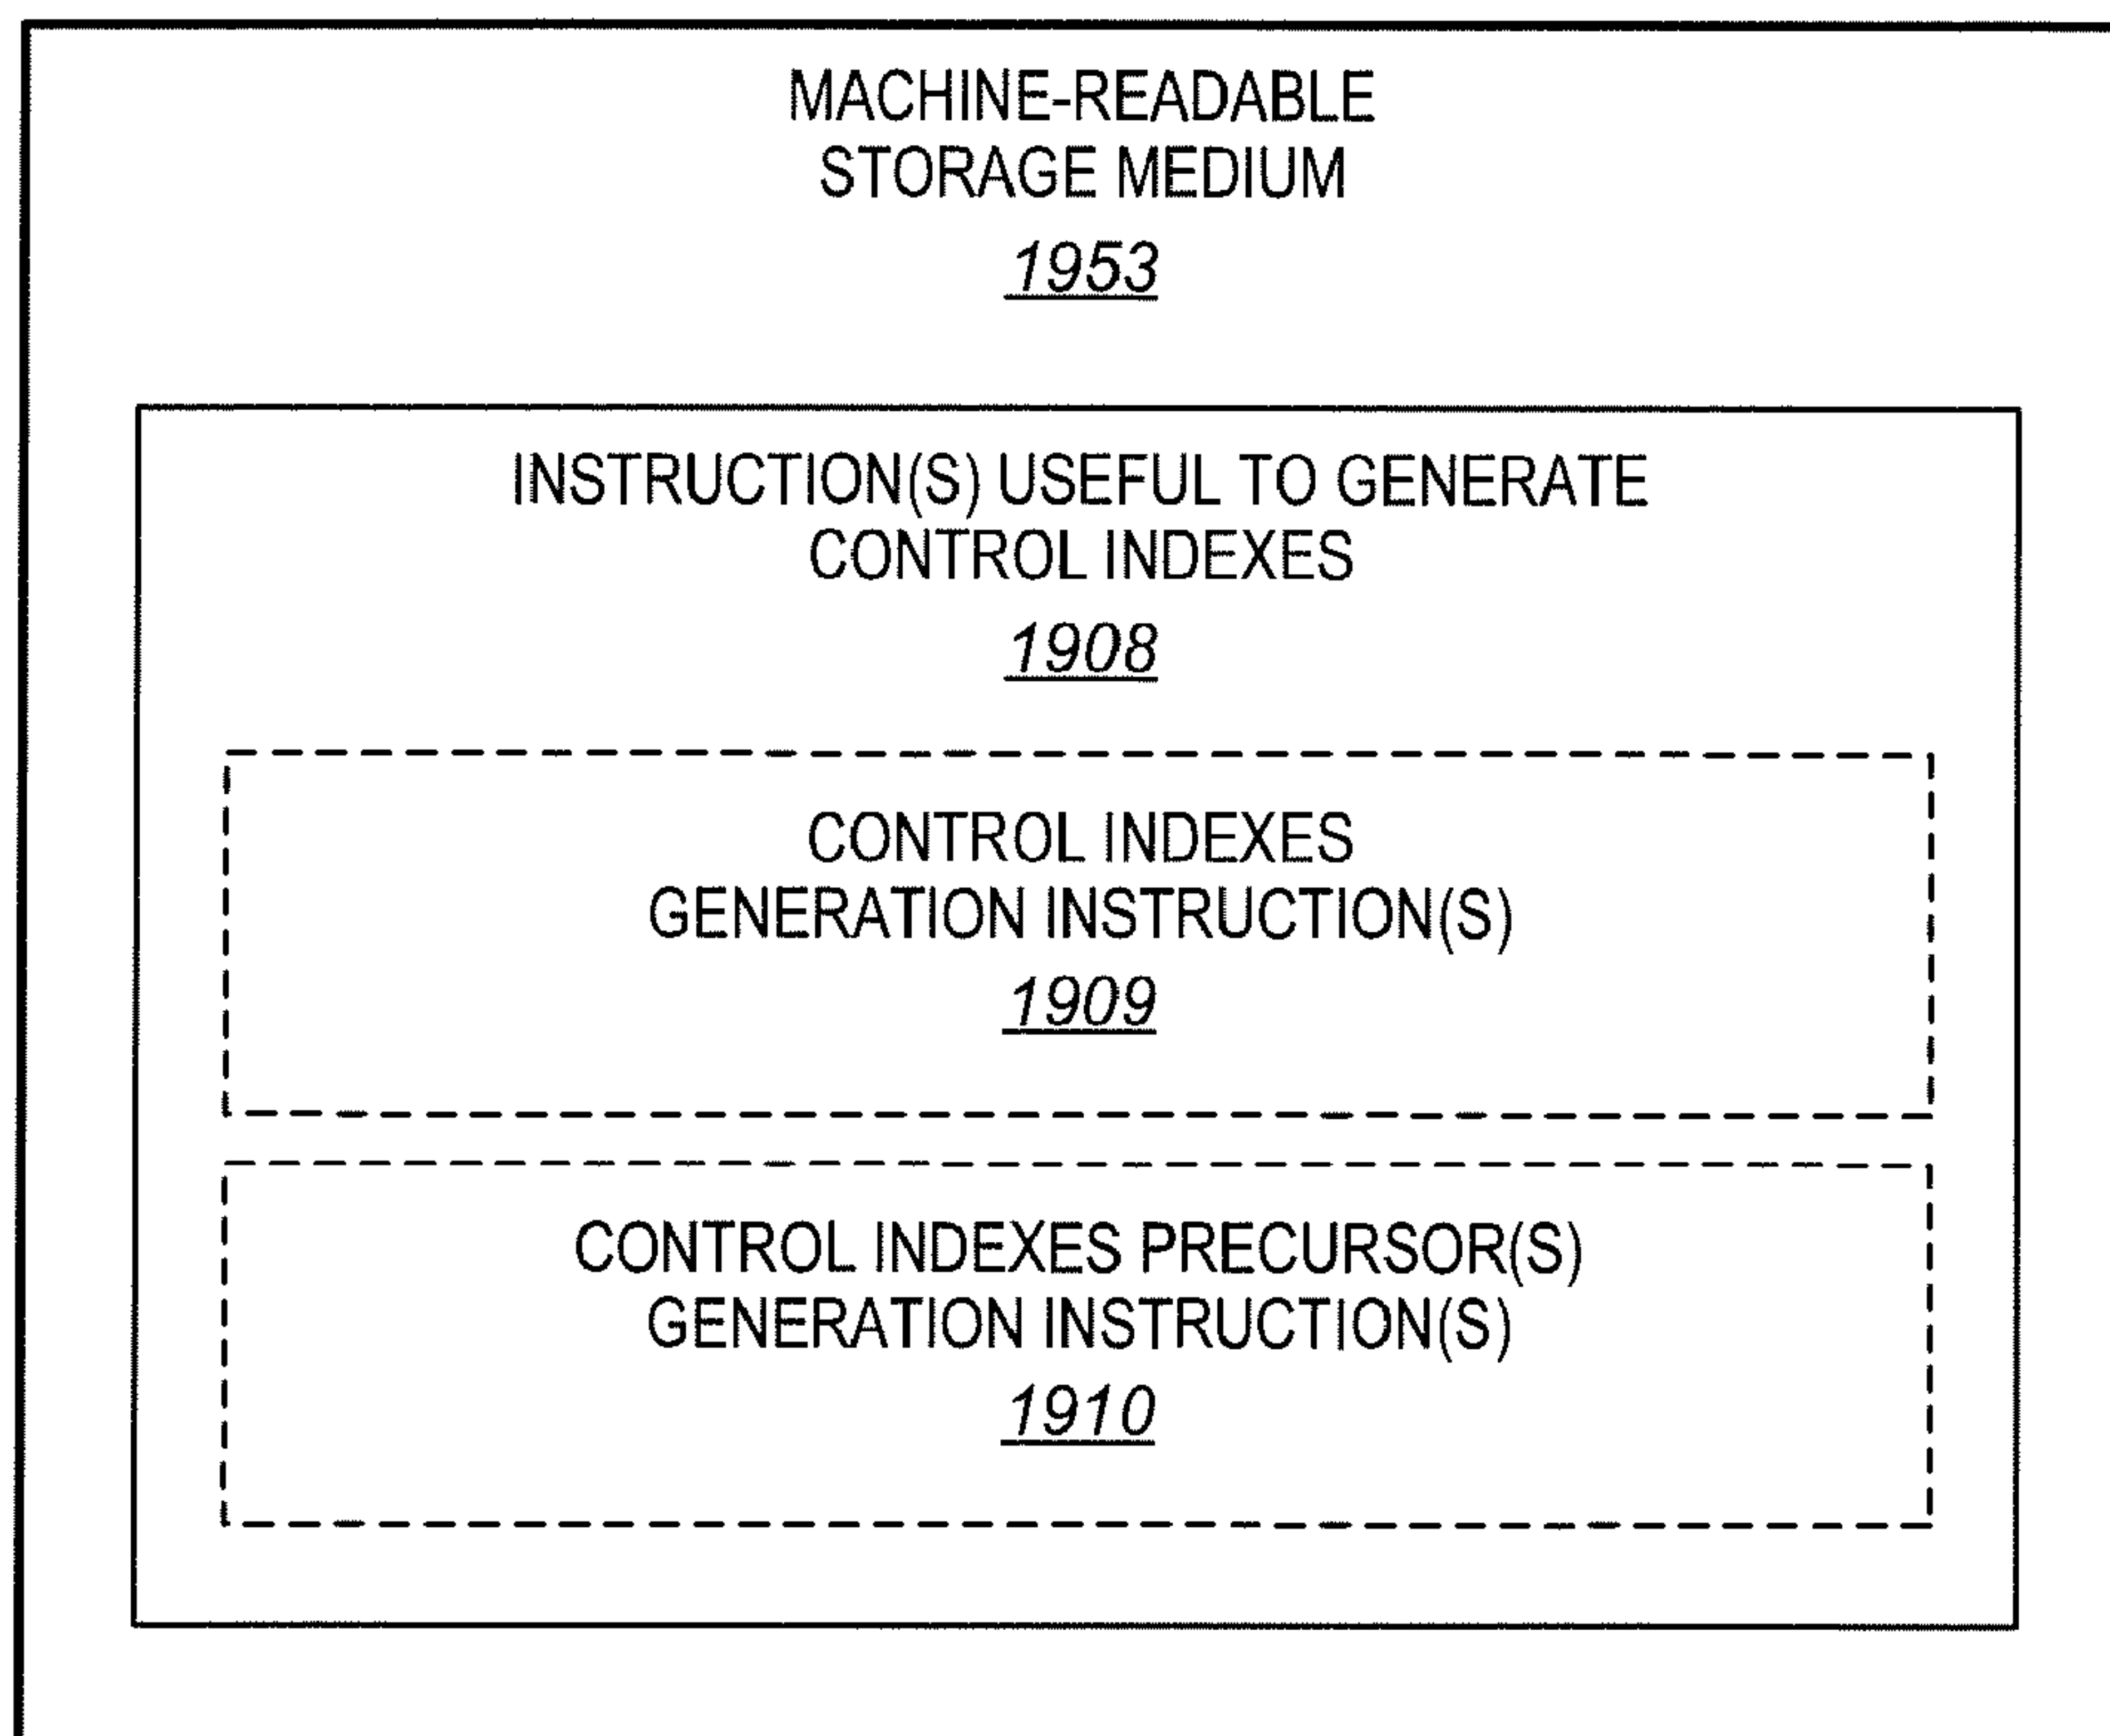 MACHINE-READABLE
STORAGE MEDIUM
1953
INSTRUCTION(S) USEFUL TO GENERATE
CONTROL INDEXES
1908
CONTROL INDEXES
GENERATION INSTRUCTION(S)
1909
CONTROL INDEXES PRECURSOR(S)
GENERATION INSTRUCTION(S)
1910